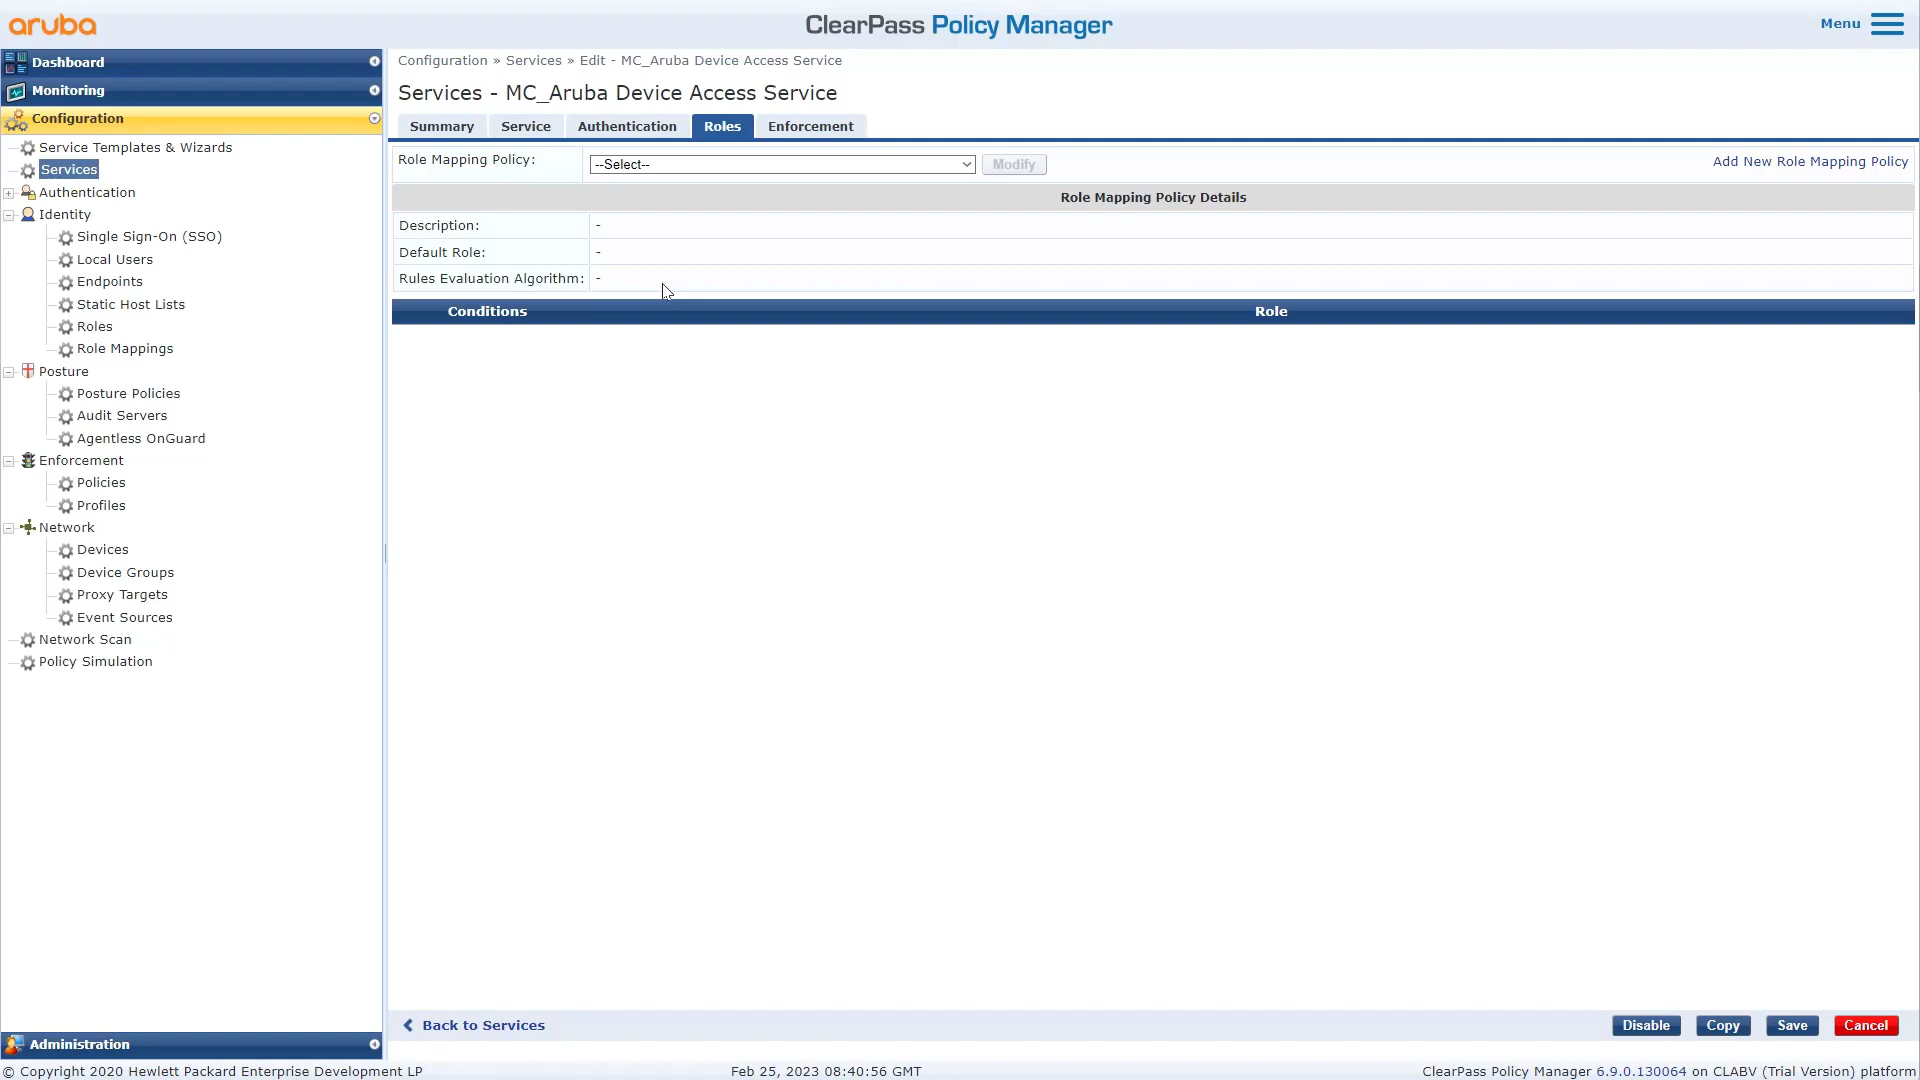 aruba
ClearPass Policy Manager
Menu
Dashboard
Monitoring
Configuration
Service Templates & Wizards
Services
Authentication
Identity
Single Sign-On (SSO)
Local Users
Endpoints
Static Host Lists
Roles
Role Mappings
Posture
Posture Policies
Audit Servers
Agentless OnGuard
Enforcement
Policies
Profiles
Network
Devices
Device Groups
Proxy Targets
Event Sources
Network Scan
Policy Simulation
Administration
Configuration » Services » Edit - MC_Aruba Device Access Service
Services - MC_Aruba Device Access Service
Summary Service Authentication Roles Enforcement
Role Mapping Policy: --Select-- Modify Add New Role Mapping Policy
Role Mapping Policy Details
Description: -
Default Role: -
Rules Evaluation Algorithm: -
Conditions Role
Back to Services Disable Copy Save Cancel
© Copyright 2020 Hewlett Packard Enterprise Development LP Feb 25, 2023 08:40:56 GMT ClearPass Policy Manager 6.9.0.130064 on CLABV (Trial Version) platform